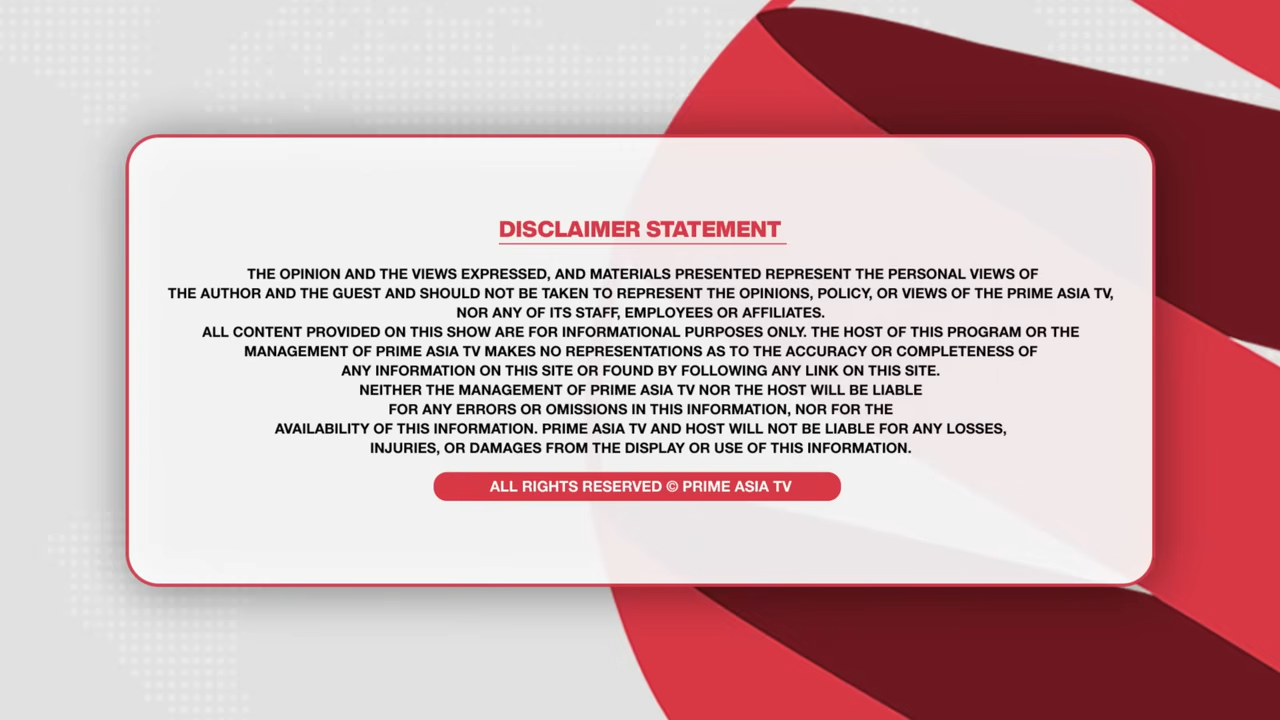 DISCLAIMER STATEMENT
THE OPINION AND THE VIEWS EXPRESSED, AND MATERIALS PRESENTED REPRESENT THE PERSONAL VIEWS OF
THE AUTHOR AND THE GUEST AND SHOULD NOT BE TAKEN TO REPRESENT THE OPINIONS, POLICY, OR VIEWS OF THE PRIME ASIA TV,
NOR ANY OF ITS STAFF, EMPLOYEES OR AFFILIATES.
ALL CONTENT PROVIDED ON THIS SHOW ARE FOR INFORMATIONAL PURPOSES ONLY. THE HOST OF THIS PROGRAM OR THE
MANAGEMENT OF PRIME ASIA TV MAKES NO REPRESENTATIONS AS TO THE ACCURACY OR COMPLETENESS OF
ANY INFORMATION ON THIS SITE OR FOUND BY FOLLOWING ANY LINK ON THIS SITE.
NEITHER THE MANAGEMENT OF PRIME ASIA TV NOR THE HOST WILL BE LIABLE
FOR ANY ERRORS OR OMISSIONS IN THIS INFORMATION, NOR FOR THE
AVAILABILITY OF THIS INFORMATION. PRIME ASIA TV AND HOST WILL NOT BE LIABLE FOR ANY LOSSES,
INJURIES, OR DAMAGES FROM THE DISPLAY OR USE OF THIS INFORMATION.
ALL RIGHTS RESERVED © PRIME ASIA TV